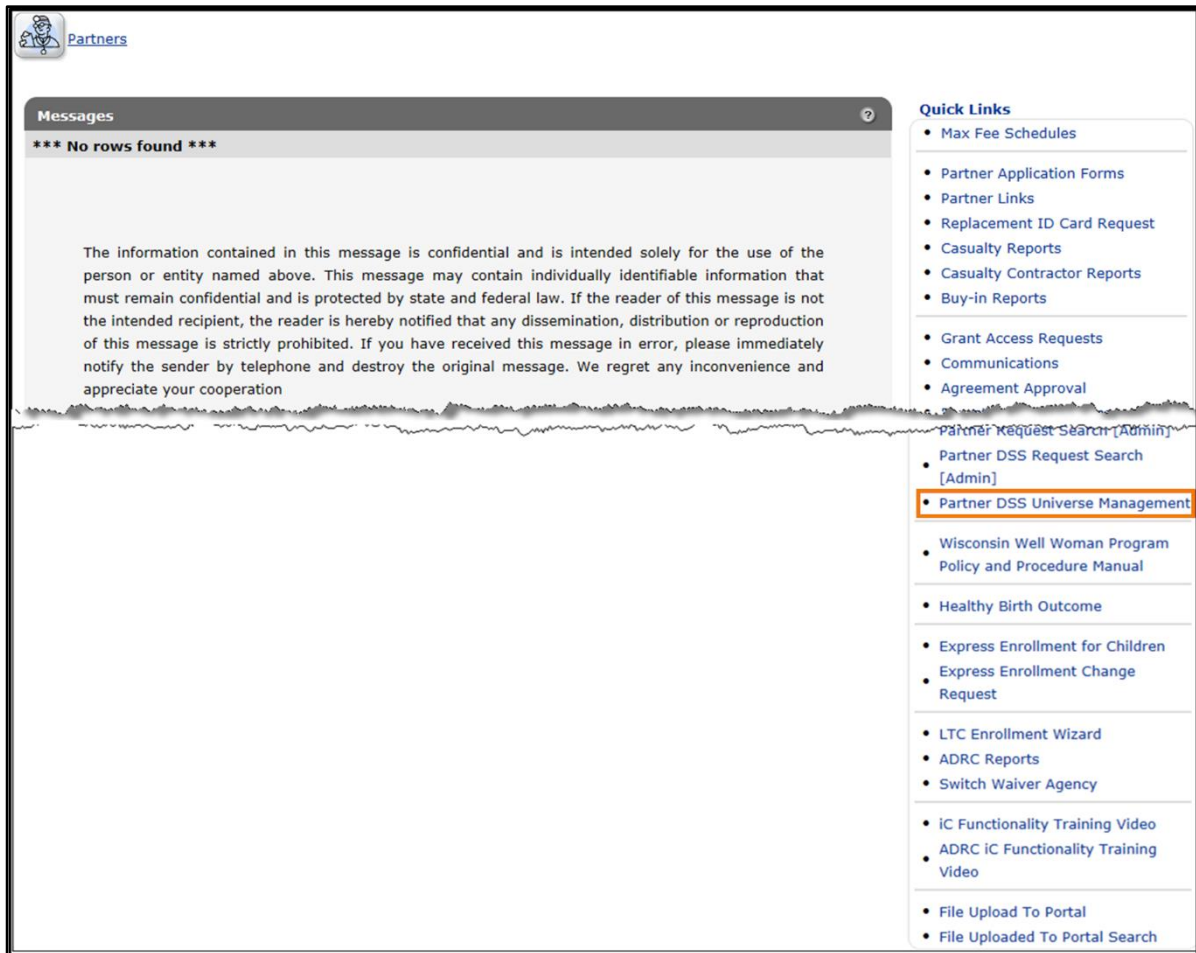 Partners
Messages
*** No rows found ***
The information contained in this message is confidential and is intended solely for the use of the
person or entity named above. This message may contain individually identifiable information that
must remain confidential and is protected by state and federal law. If the reader of this message is not
the intended recipient, the reader is hereby notified that any dissemination, distribution or reproduction
of this message is strictly prohibited. If you have received this message in error, please immediately
notify the sender by telephone and destroy the original message. We regret any inconvenience and
appreciate your cooperation
Quick Links
• Max Fee Schedules
• Partner Application Forms
• Partner Links
• Replacement ID Card Request
• Casualty Reports
• Casualty Contractor Reports
• Buy-in Reports
• Grant Access Requests
• Communications
• Agreement Approval
Partner Request Search [Admin]
• Partner DSS Request Search
[Admin]
• Partner DSS Universe Management
• Wisconsin Well Woman Program
Policy and Procedure Manual
• Healthy Birth Outcome
• Express Enrollment for Children
• Express Enrollment Change
Request
• LTC Enrollment Wizard
• ADRC Reports
• Switch Waiver Agency
• iC Functionality Training Video
• ADRC iC Functionality Training
Video
• File Upload To Portal
• File Uploaded To Portal Search